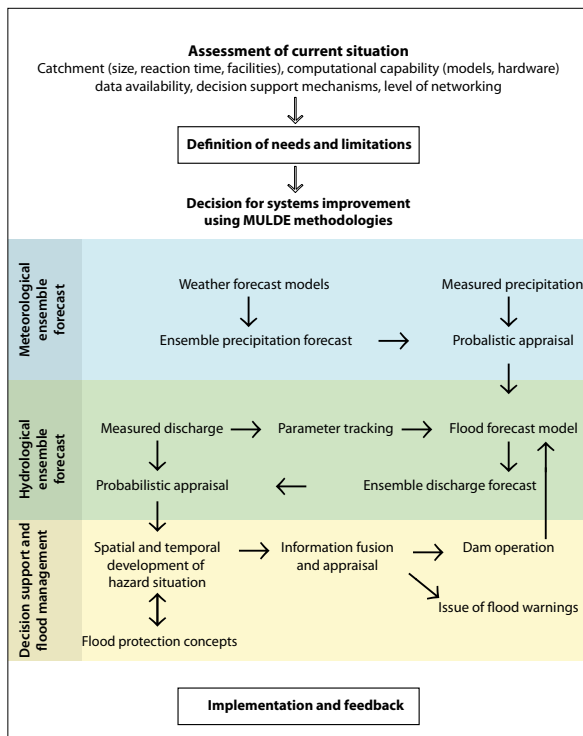 Assessment of current situation
Catchment (size, reaction time, facilities), computational capability (models, hardware)
data availability, decision support mechanisms, level of networking
Definition of needs and limitations
Decision for systems improvement
using MULDE methodologies
Meteorological
ensemble
forecast
Weather forecast models
Measured precipitation
Ensemble precipitation forecast
Probalistic appraisal
Hydrological
ensemble
forecast
Measured discharge
Parameter tracking
Flood forecast model
Probabilistic appraisal
Ensemble discharge forecast
Decision support and
flood management
Spatial and temporal
development of
hazard situation
Information fusion
and appraisal
Dam operation
Issue of flood warnings
Flood protection concepts
Implementation and feedback